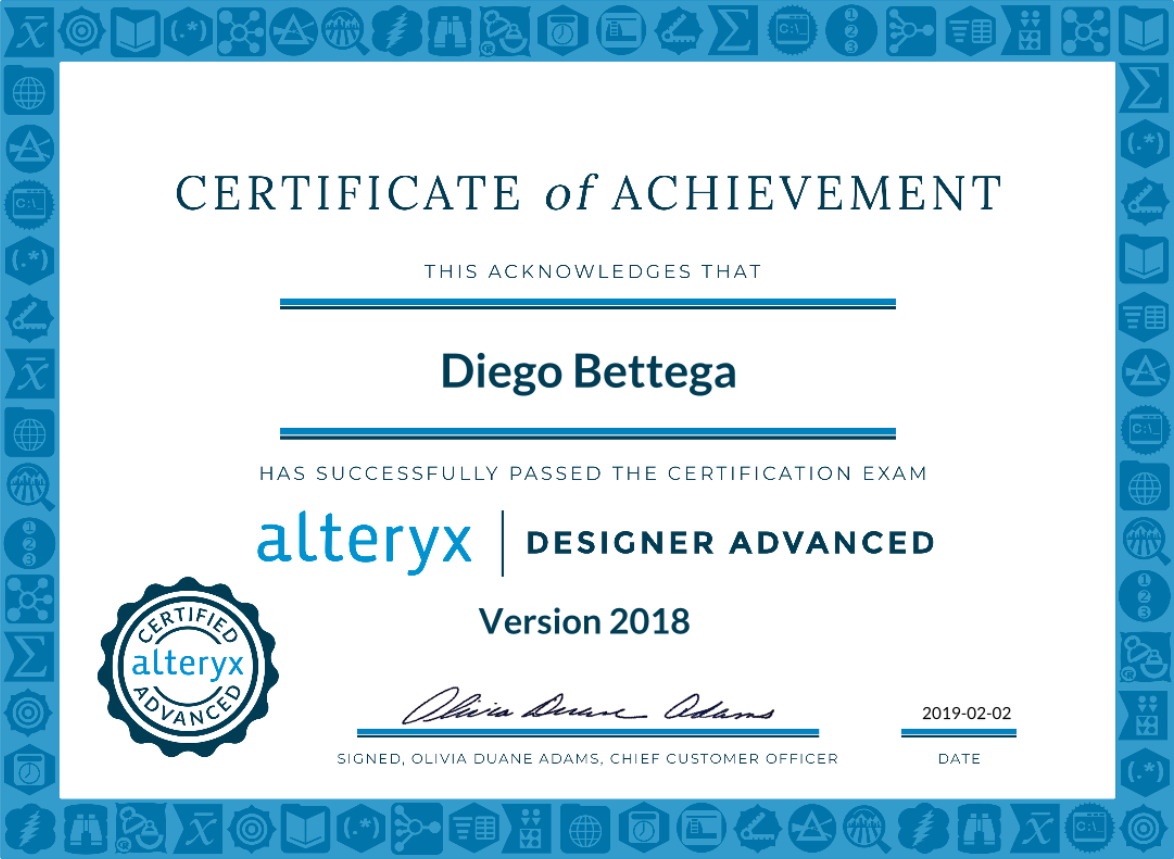 CERTIFICATE of ACHIEVEMENT
THIS ACKNOWLEDGES THAT
Diego Bettega
HAS SUCCESSFULLY PASSED THE CERTIFICATION EXAM
alteryx | DESIGNER ADVANCED
Version 2018
CERTIFIED
alteryx
ADVANCED
Olivia Duane Adams
2019-02-02
SIGNED, OLIVIA DUANE ADAMS, CHIEF CUSTOMER OFFICER
DATE